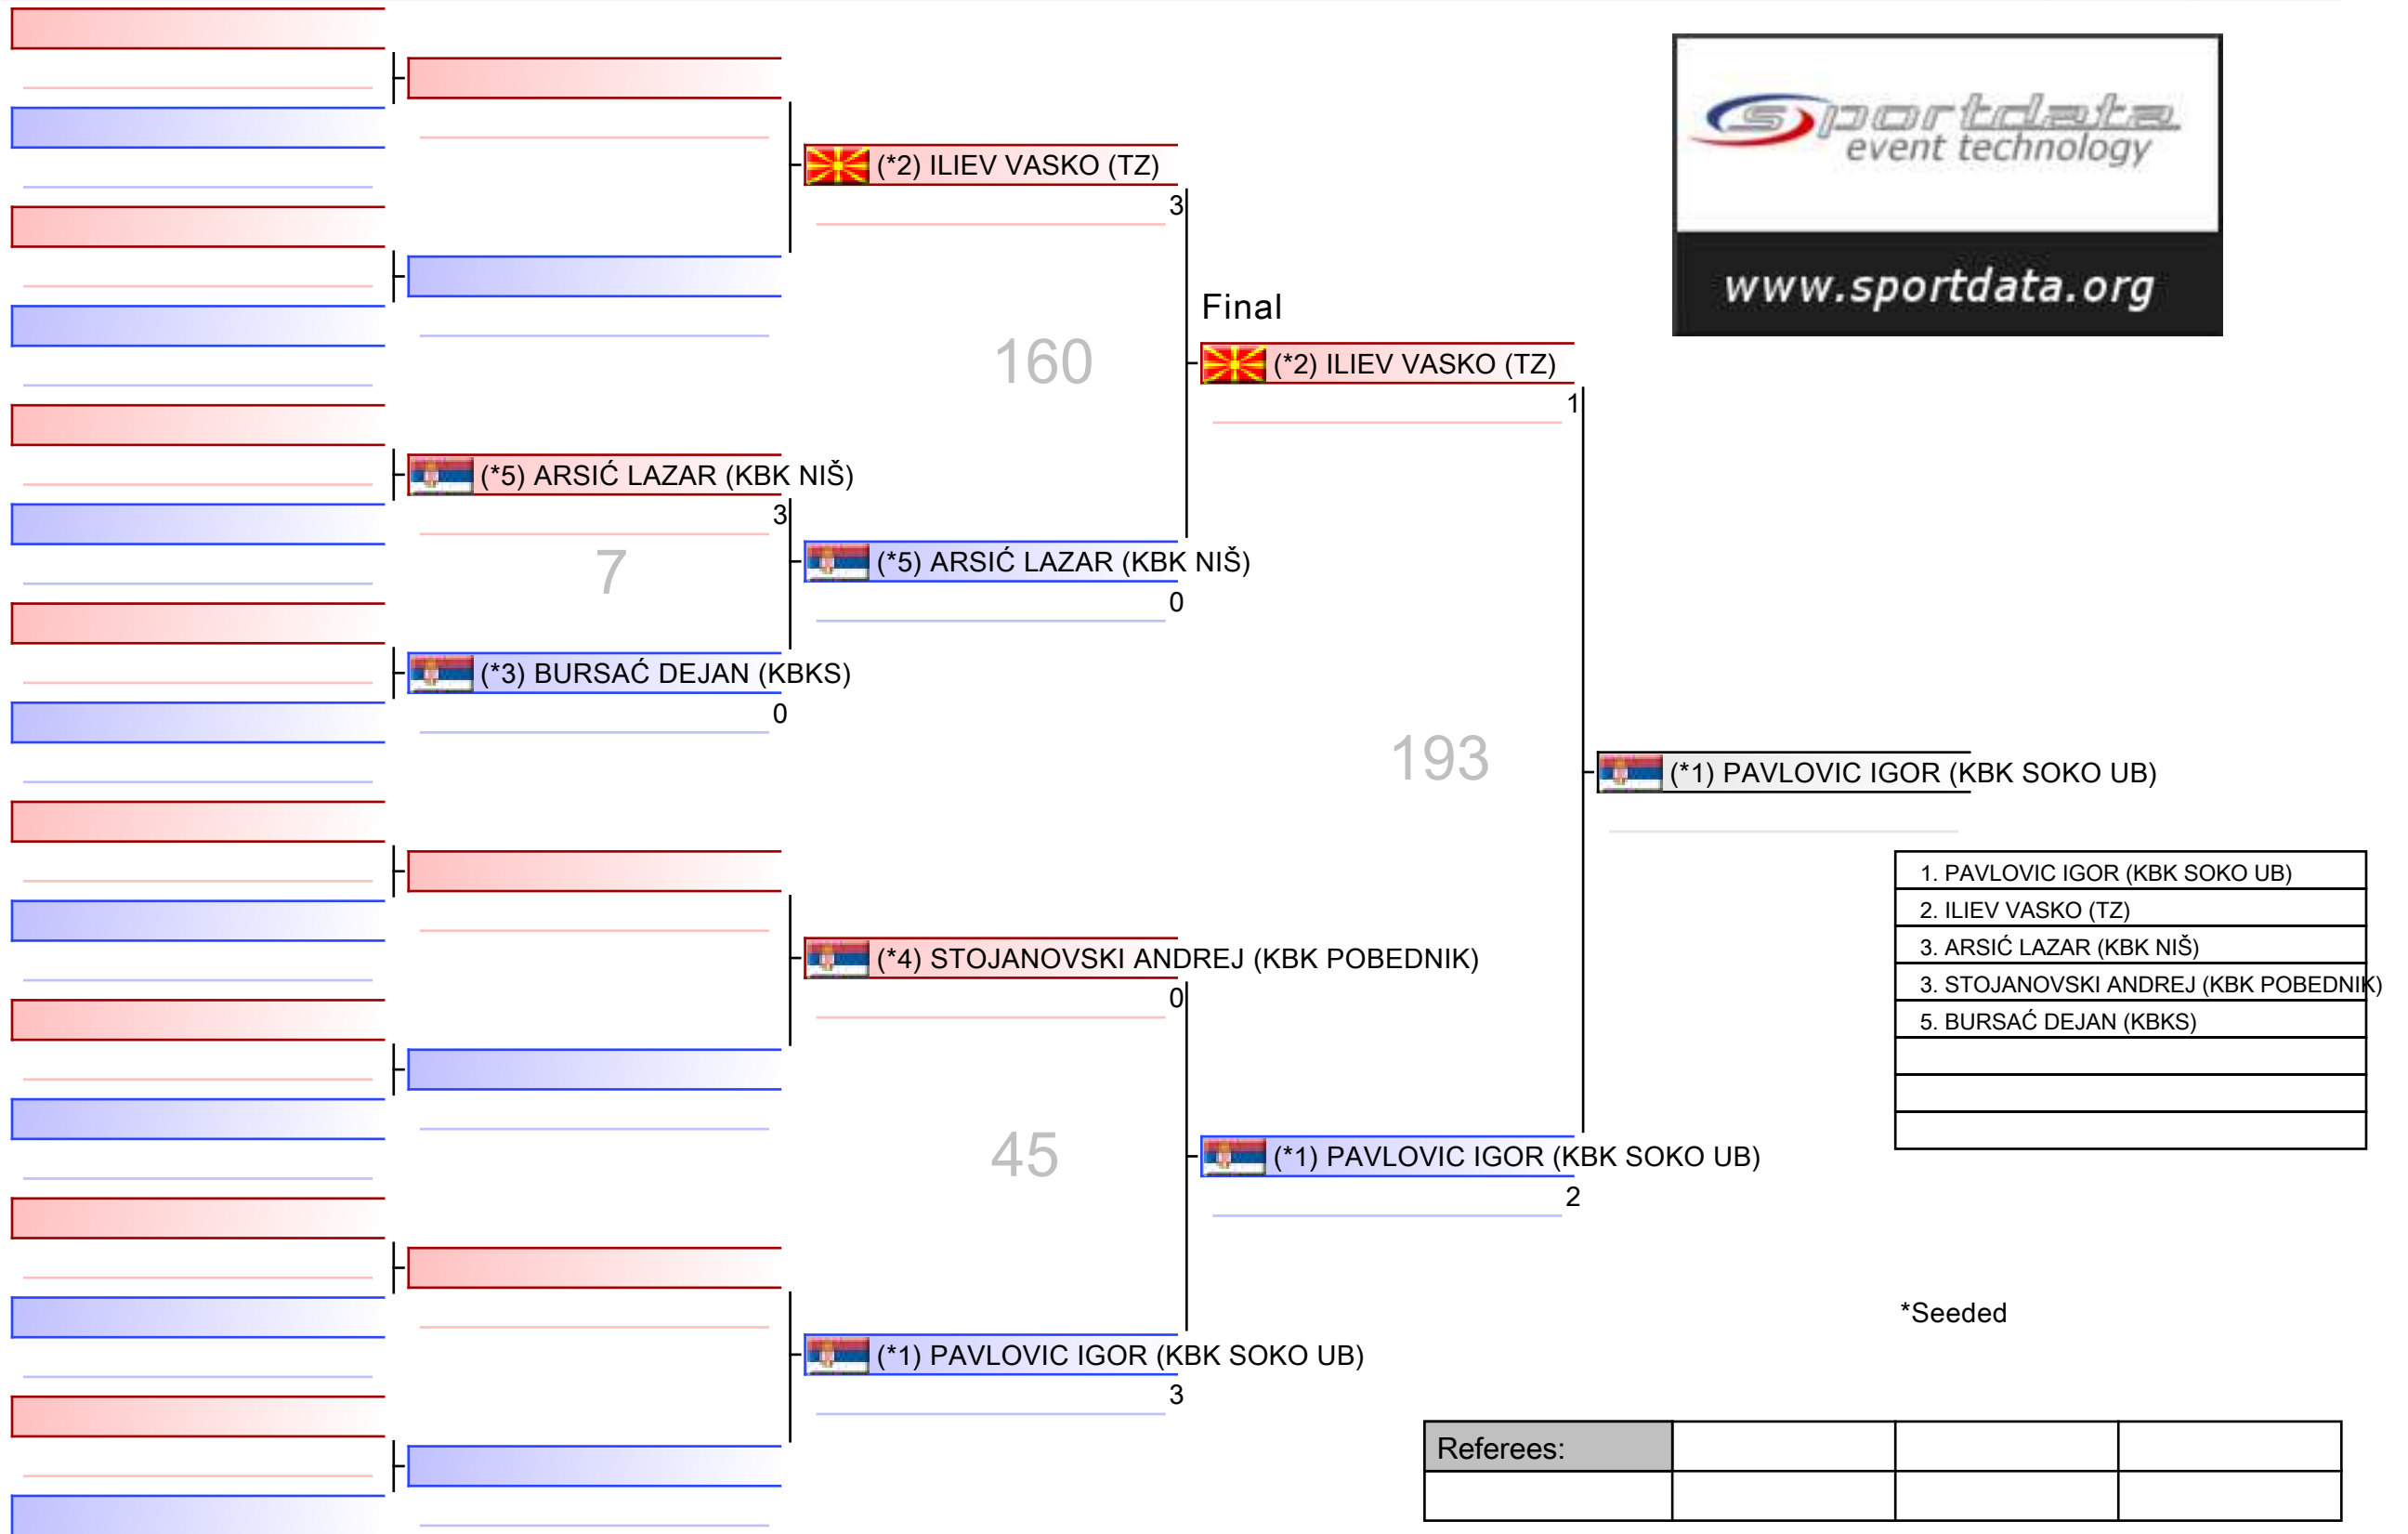 sportdata
event technology
www.sportdata.org
(*2) ILIEV VASKO (TZ)
3
Final
160
(*2) ILIEV VASKO (TZ)
1
(*5) ARSIĆ LAZAR (KBK NIŠ)
3
7
(*5) ARSIĆ LAZAR (KBK NIŠ)
0
(*3) BURSAĆ DEJAN (KBKS)
0
193
(*1) PAVLOVIC IGOR (KBK SOKO UB)
1. PAVLOVIC IGOR (KBK SOKO UB)
2. ILIEV VASKO (TZ)
3. ARSIĆ LAZAR (KBK NIŠ)
3. STOJANOVSKI ANDREJ (KBK POBEDNIK)
5. BURSAĆ DEJAN (KBKS)
(*4) STOJANOVSKI ANDREJ (KBK POBEDNIK)
0
45
(*1) PAVLOVIC IGOR (KBK SOKO UB)
2
*Seeded
(*1) PAVLOVIC IGOR (KBK SOKO UB)
3
Referees: